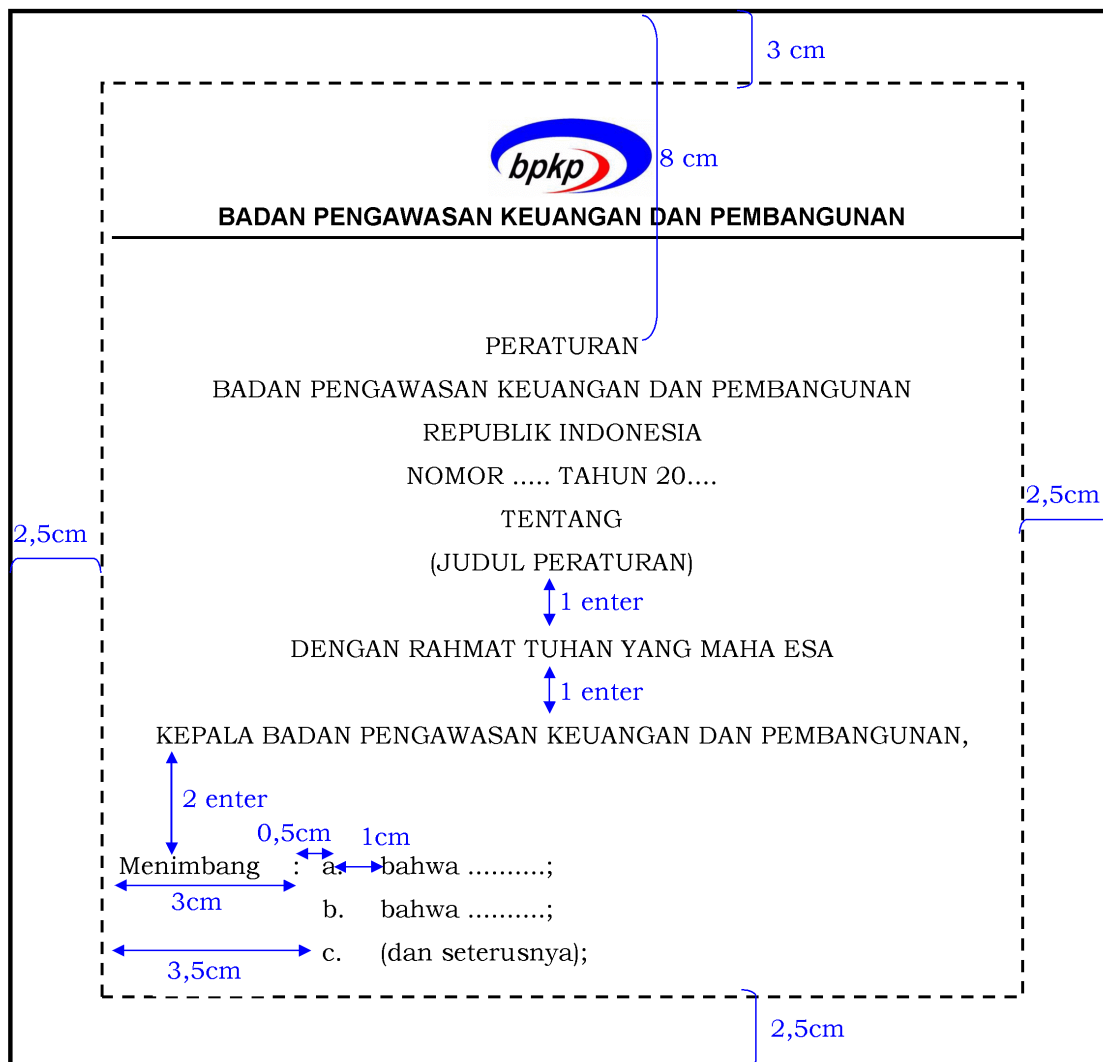 3 cm
bpkp
8 cm
BADAN PENGAWASAN KEUANGAN DAN PEMBANGUNAN
PERATURAN
BADAN PENGAWASAN KEUANGAN DAN PEMBANGUNAN
REPUBLIK INDONESIA
NOMOR ..... TAHUN 20....
2,5cm
TENTANG
2,5cm
(JUDUL PERATURAN)
1 enter
DENGAN RAHMAT TUHAN YANG MAHA ESA
1 enter
KEPALA BADAN PENGAWASAN KEUANGAN DAN PEMBANGUNAN,
2 enter
0,5cm 1cm
Menimbang : a. bahwa ..........;
3cm
b. bahwa ..........;
c. (dan seterusnya);
3,5cm
2,5cm